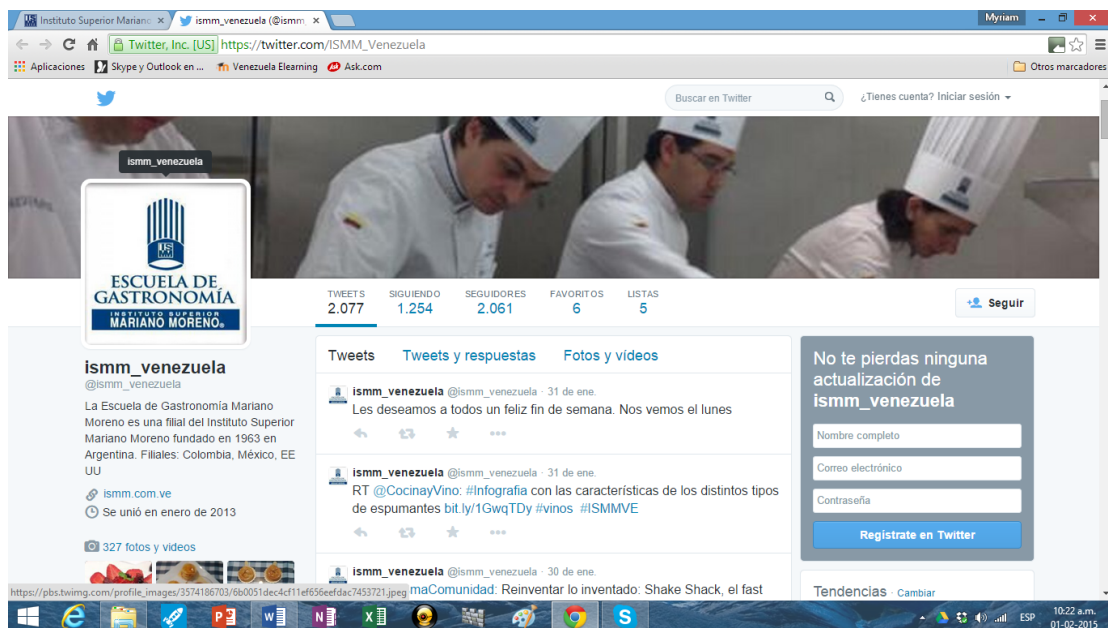 Instituto Superior Mariano
ismm_venezuela (@ismm_
Myriam
Twitter, Inc. [US] https://twitter.com/ISMM_Venezuela
Aplicaciones Skype y Outlook en ... Venezuela Elearning Ask.com Otros marcadores
Buscar en Twitter ¿Tienes cuenta? Iniciar sesión
ismm_venezuela
ESCUELA DE
GASTRONOMÍA
INSTITUTO SUPERIOR
MARIANO MORENO
TWEETS SIGUIENDO SEGUIDORES FAVORITOS LISTAS
2.077 1.254 2.061 6 5
Seguir
ismm_venezuela
@ismm_venezuela
La Escuela de Gastronomía Mariano
Moreno es una filial del Instituto Superior
Mariano Moreno fundado en 1963 en
Argentina. Filiales: Colombia, México, EE
UU
ismm.com.ve
Se unió en enero de 2013
327 fotos y videos
Tweets Tweets y respuestas Fotos y vídeos
ismm_venezuela @ismm_venezuela · 31 de ene.
Les deseamos a todos un feliz fin de semana. Nos vemos el lunes
ismm_venezuela @ismm_venezuela · 31 de ene.
RT @CocinayVino: #Infografia con las características de los distintos tipos
de espumantes bit.ly/1GwqTDy #vinos #ISMMVE
ismm_venezuela @ismm_venezuela · 30 de ene.
maComunidad: Reinventar lo inventado: Shake Shack, el fast
No te pierdas ninguna
actualización de
ismm_venezuela
Nombre completo
Correo electrónico
Contraseña
Regístrate en Twitter
Tendencias · Cambiar
https://pbs.twimg.com/profile_images/3574186703/6b0051dec4cf11ef656eefdac7453721.jpeg
ESP
10:22 a.m.
01-02-2015